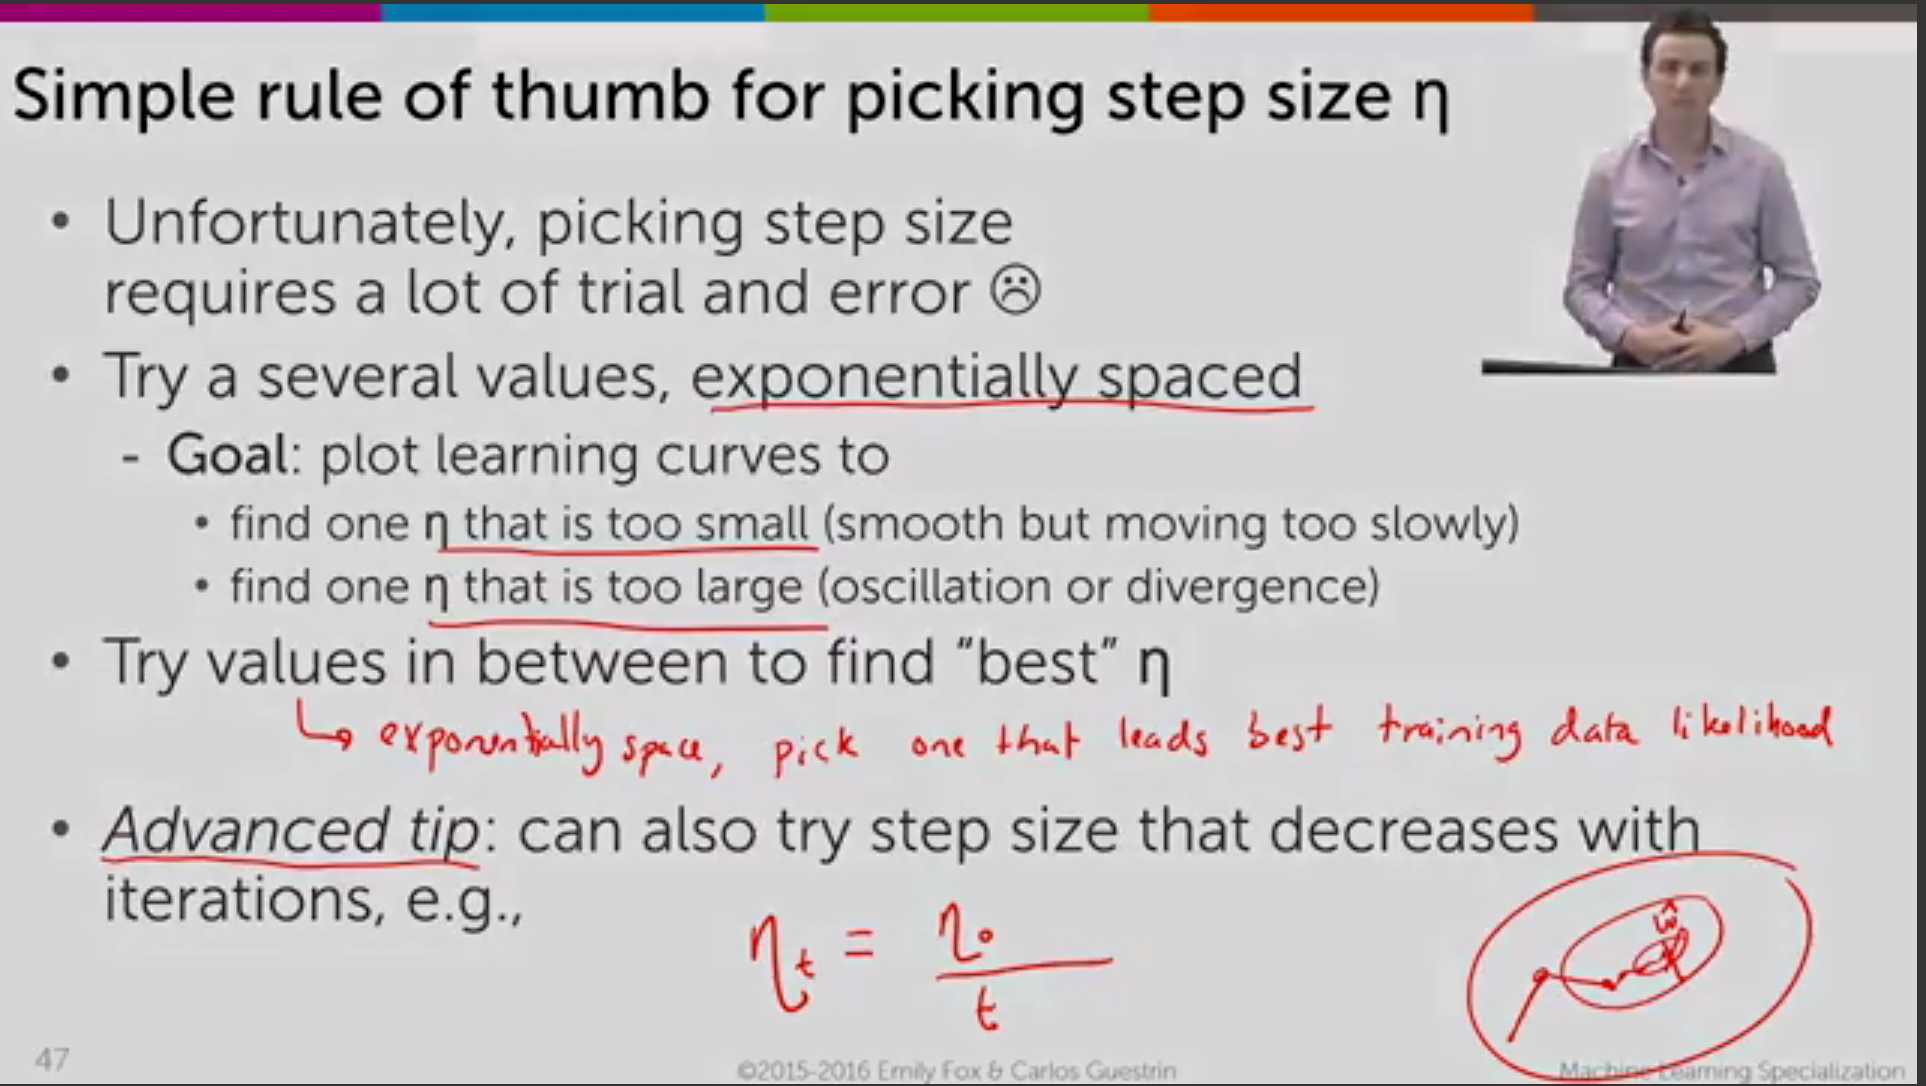 Simple rule of thumb for picking step size η
• Unfortunately, picking step size
requires a lot of trial and error ☹
• Try a several values, exponentially spaced
- Goal: plot learning curves to
• find one η that is too small (smooth but moving too slowly)
• find one η that is too large (oscillation or divergence)
• Try values in between to find “best” η
↳ exponentially space, pick one that leads best training data likelihood
• Advanced tip: can also try step size that decreases with
iterations, e.g.,
ηt = η0 / t
ŵ
47
©2015-2016 Emily Fox & Carlos Guestrin
Machine Learning Specialization